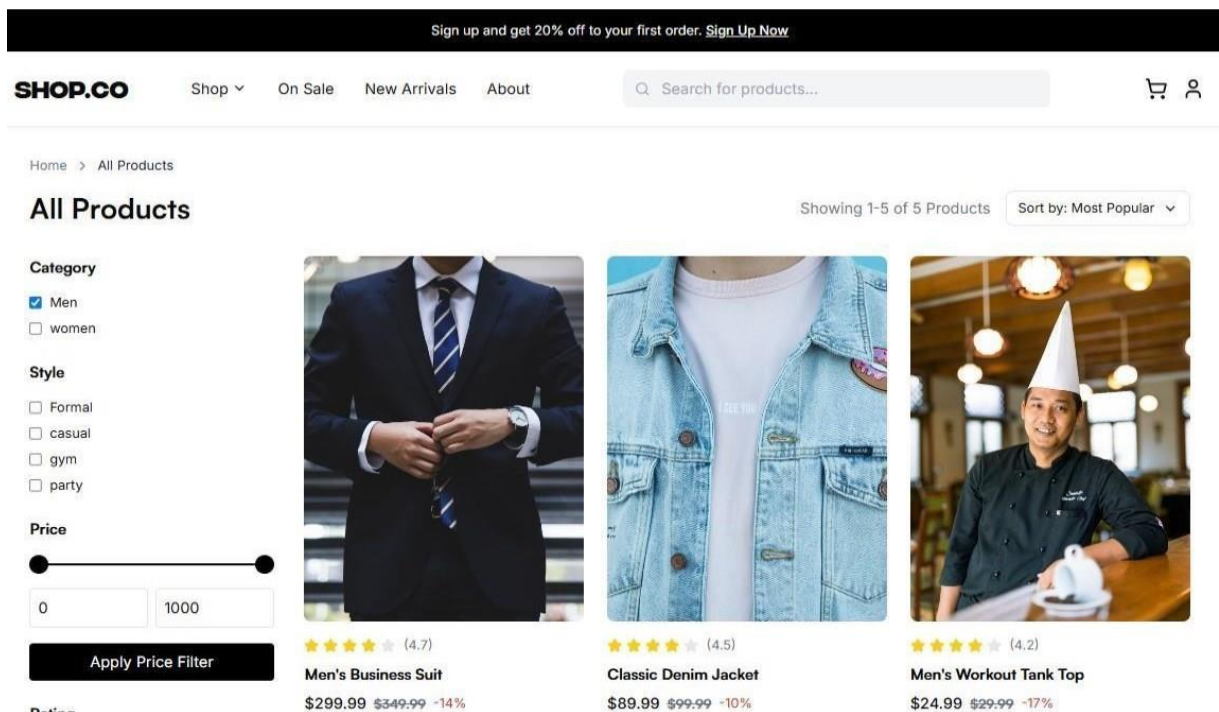 Sign up and get 20% off to your first order. Sign Up Now
SHOP.CO Shop On Sale New Arrivals About Search for products...
Home > All Products
All Products
Showing 1-5 of 5 Products Sort by: Most Popular
Category
Men
women
Style
Formal
casual
gym
party
Price
0 1000
Apply Price Filter
I SEE YOU
(4.7)
Men's Business Suit
$299.99 $349.99 -14%
(4.5)
Classic Denim Jacket
$89.99 $99.99 -10%
(4.2)
Men's Workout Tank Top
$24.99 $29.99 -17%